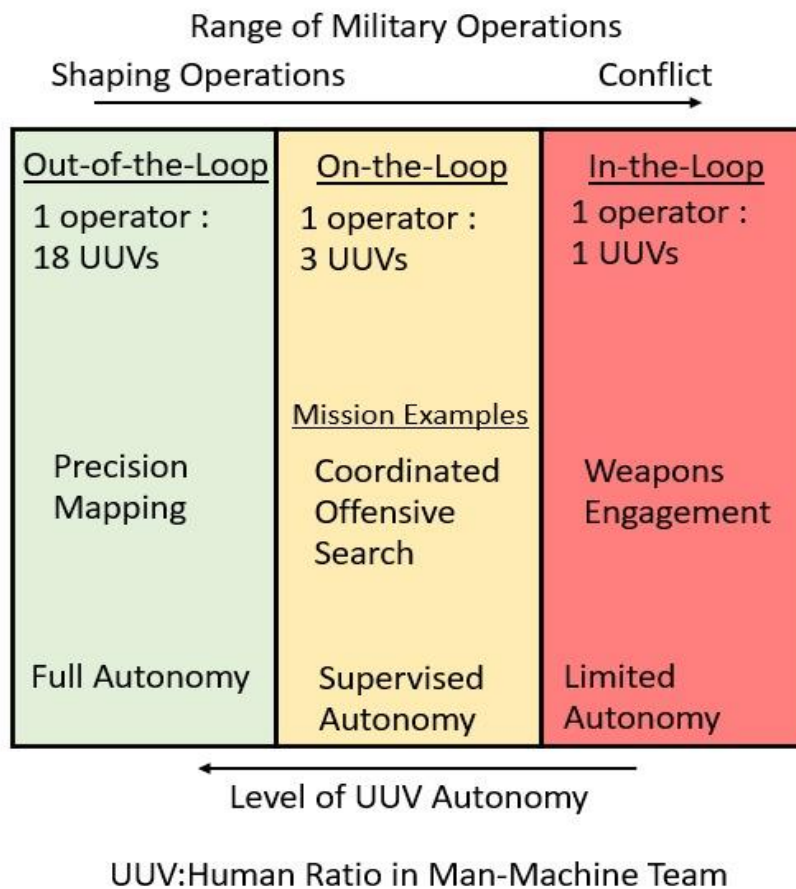 Range of Military Operations
Shaping Operations
Conflict
Out-of-the-Loop
1 operator :
18 UUVs
On-the-Loop
1 operator :
3 UUVs
In-the-Loop
1 operator :
1 UUVs
Mission Examples
Precision
Mapping
Coordinated
Offensive
Search
Weapons
Engagement
Full Autonomy
Supervised
Autonomy
Limited
Autonomy
Level of UUV Autonomy
UUV:Human Ratio in Man-Machine Team